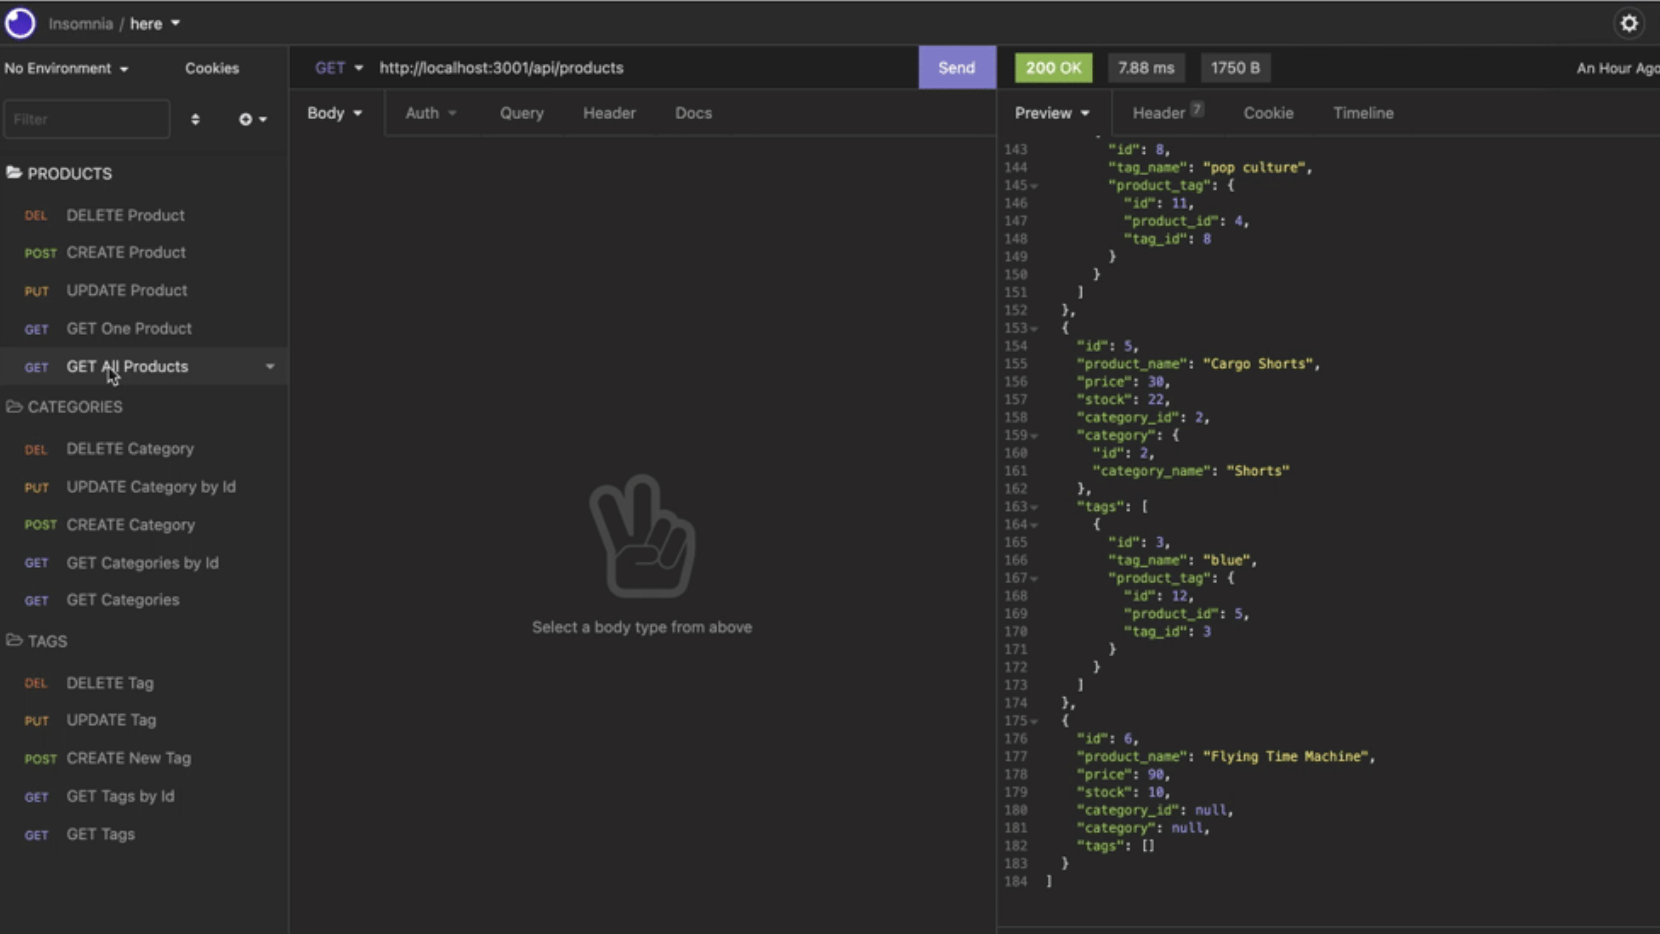 Insomnia / here
No Environment
Cookies
GET
http://localhost:3001/api/products
Send
200 OK
7.88 ms
1750 B
An Hour Ago
Filter
Body
Auth
Query
Header
Docs
Preview
Header 7
Cookie
Timeline
PRODUCTS
DEL DELETE Product
POST CREATE Product
PUT UPDATE Product
GET GET One Product
GET GET All Products
CATEGORIES
DEL DELETE Category
PUT UPDATE Category by Id
POST CREATE Category
GET GET Categories by Id
GET GET Categories
TAGS
DEL DELETE Tag
PUT UPDATE Tag
POST CREATE New Tag
GET GET Tags by Id
GET GET Tags
Select a body type from above
143 "id": 8,
144 "tag_name": "pop culture",
145 "product_tag": {
146 "id": 11,
147 "product_id": 4,
148 "tag_id": 8
149 }
150 }
151 ]
152 },
153 {
154 "id": 5,
155 "product_name": "Cargo Shorts",
156 "price": 30,
157 "stock": 22,
158 "category_id": 2,
159 "category": {
160 "id": 2,
161 "category_name": "Shorts"
162 },
163 "tags": [
164 {
165 "id": 3,
166 "tag_name": "blue",
167 "product_tag": {
168 "id": 12,
169 "product_id": 5,
170 "tag_id": 3
171 }
172 }
173 ]
174 },
175 {
176 "id": 6,
177 "product_name": "Flying Time Machine",
178 "price": 90,
179 "stock": 10,
180 "category_id": null,
181 "category": null,
182 "tags": []
183 }
184 ]